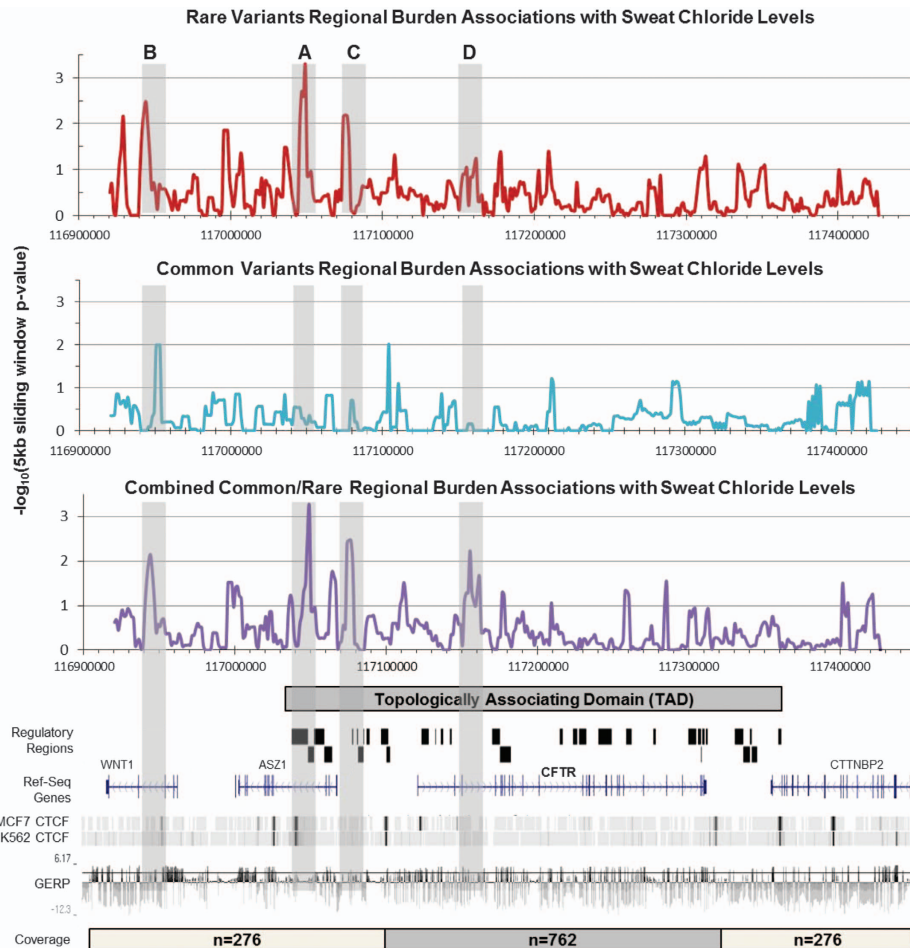 Rare Variants Regional Burden Associations with Sweat Chloride Levels
B A C D
3
2
1
0
116900000 117000000 117100000 117200000 117300000 117400000
Common Variants Regional Burden Associations with Sweat Chloride Levels
3
2
1
0
116900000 117000000 117100000 117200000 117300000 117400000
-log10(5kb sliding window p-value)
Combined Common/Rare Regional Burden Associations with Sweat Chloride Levels
3
2
1
0
116900000 117000000 117100000 117200000 117300000 117400000
Topologically Associating Domain (TAD)
Regulatory
Regions
WNT1 ASZ1 CFTR CTTNBP2
Ref-Seq
Genes
MCF7 CTCF
K562 CTCF
6.17
GERP
-12.3
Coverage n=276 n=762 n=276